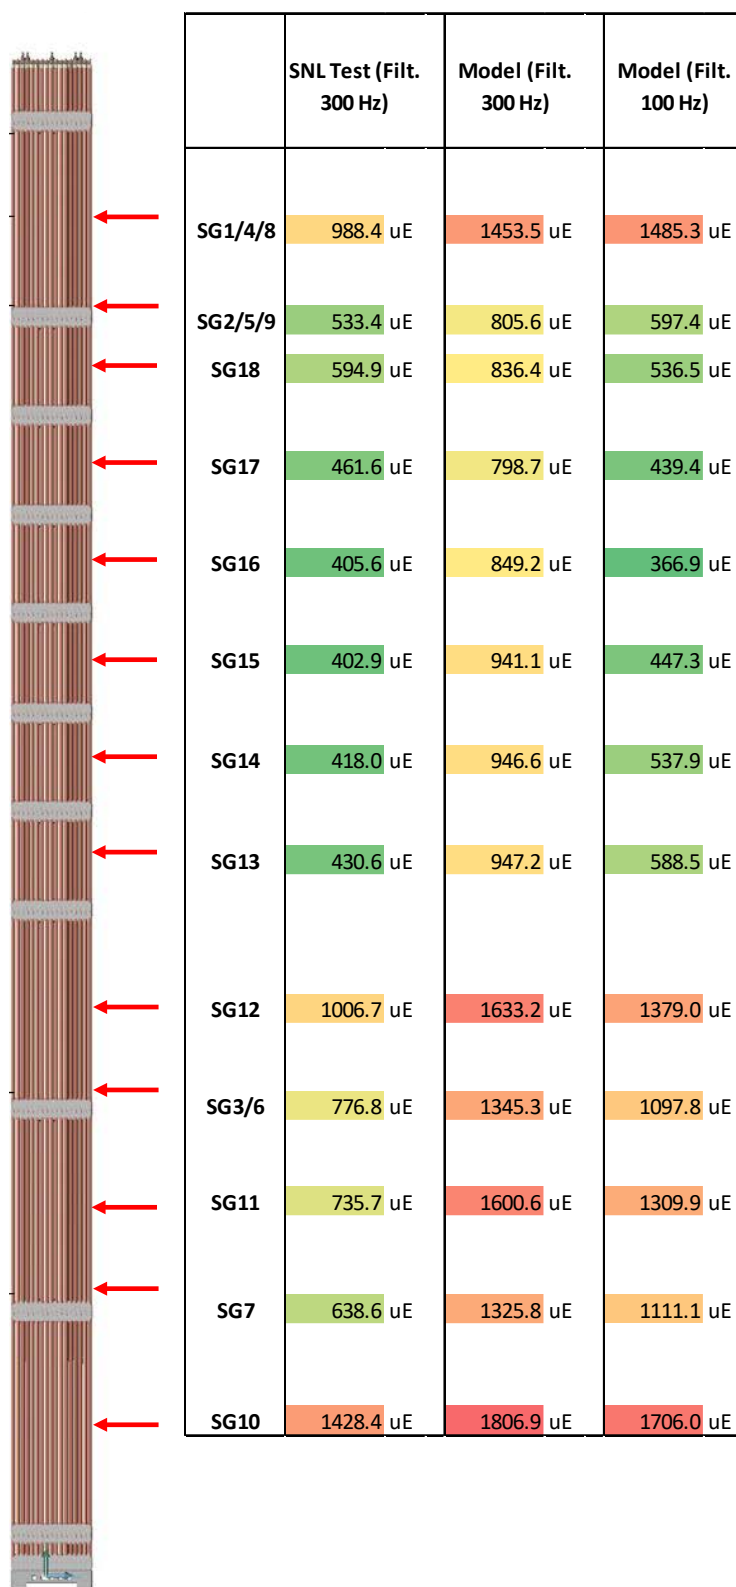 SNL Test (Filt. 300 Hz) Model (Filt. 300 Hz) Model (Filt. 100 Hz)
SG1/4/8 988.4 uE 1453.5 uE 1485.3 uE
SG2/5/9 533.4 uE 805.6 uE 597.4 uE
SG18 594.9 uE 836.4 uE 536.5 uE
SG17 461.6 uE 798.7 uE 439.4 uE
SG16 405.6 uE 849.2 uE 366.9 uE
SG15 402.9 uE 941.1 uE 447.3 uE
SG14 418.0 uE 946.6 uE 537.9 uE
SG13 430.6 uE 947.2 uE 588.5 uE
SG12 1006.7 uE 1633.2 uE 1379.0 uE
SG3/6 776.8 uE 1345.3 uE 1097.8 uE
SG11 735.7 uE 1600.6 uE 1309.9 uE
SG7 638.6 uE 1325.8 uE 1111.1 uE
SG10 1428.4 uE 1806.9 uE 1706.0 uE